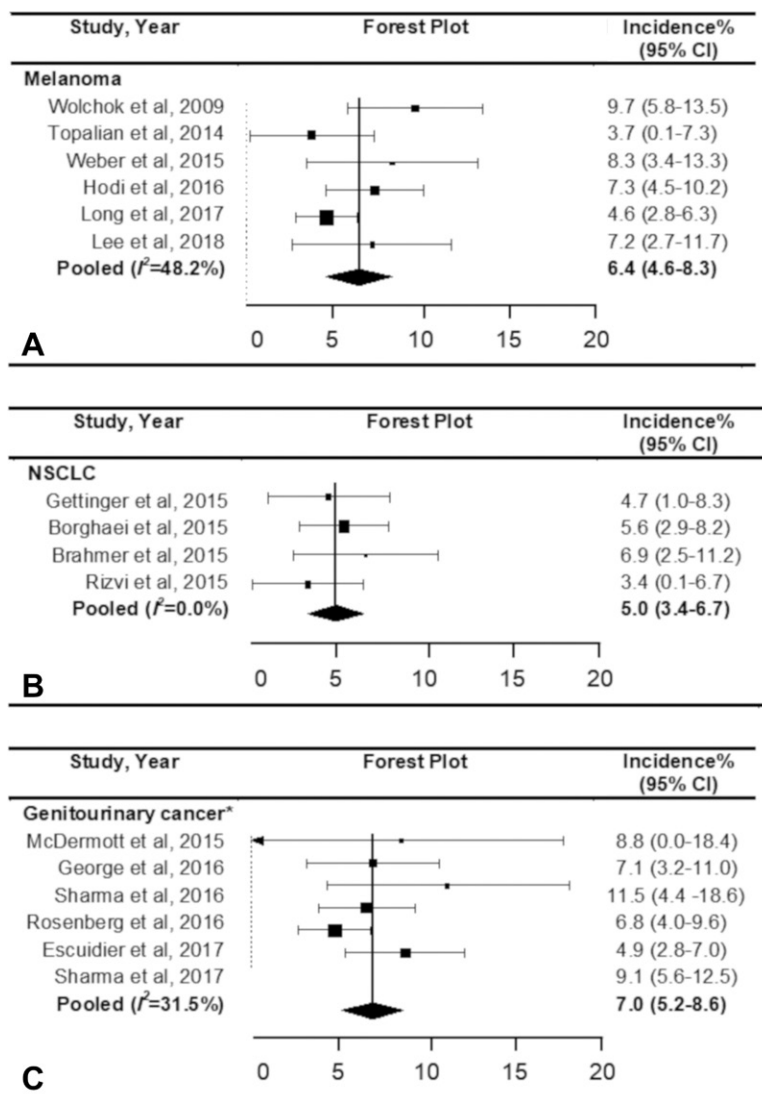 Study, Year Forest Plot Incidence%
(95% CI)
Melanoma
Wolchok et al, 2009 9.7 (5.8-13.5)
Topalian et al, 2014 3.7 (0.1-7.3)
Weber et al, 2015 8.3 (3.4-13.3)
Hodi et al, 2016 7.3 (4.5-10.2)
Long et al, 2017 4.6 (2.8-6.3)
Lee et al, 2018 7.2 (2.7-11.7)
Pooled (I²=48.2%) 6.4 (4.6-8.3)
0 5 10 15 20
A
Study, Year Forest Plot Incidence%
(95% CI)
NSCLC
Gettinger et al, 2015 4.7 (1.0-8.3)
Borghaei et al, 2015 5.6 (2.9-8.2)
Brahmer et al, 2015 6.9 (2.5-11.2)
Rizvi et al, 2015 3.4 (0.1-6.7)
Pooled (I²=0.0%) 5.0 (3.4-6.7)
0 5 10 15 20
B
Study, Year Forest Plot Incidence%
(95% CI)
Genitourinary cancer*
McDermott et al, 2015 8.8 (0.0-18.4)
George et al, 2016 7.1 (3.2-11.0)
Sharma et al, 2016 11.5 (4.4 -18.6)
Rosenberg et al, 2016 6.8 (4.0-9.6)
Escuidier et al, 2017 4.9 (2.8-7.0)
Sharma et al, 2017 9.1 (5.6-12.5)
Pooled (I²=31.5%) 7.0 (5.2-8.6)
0 5 10 15 20
C